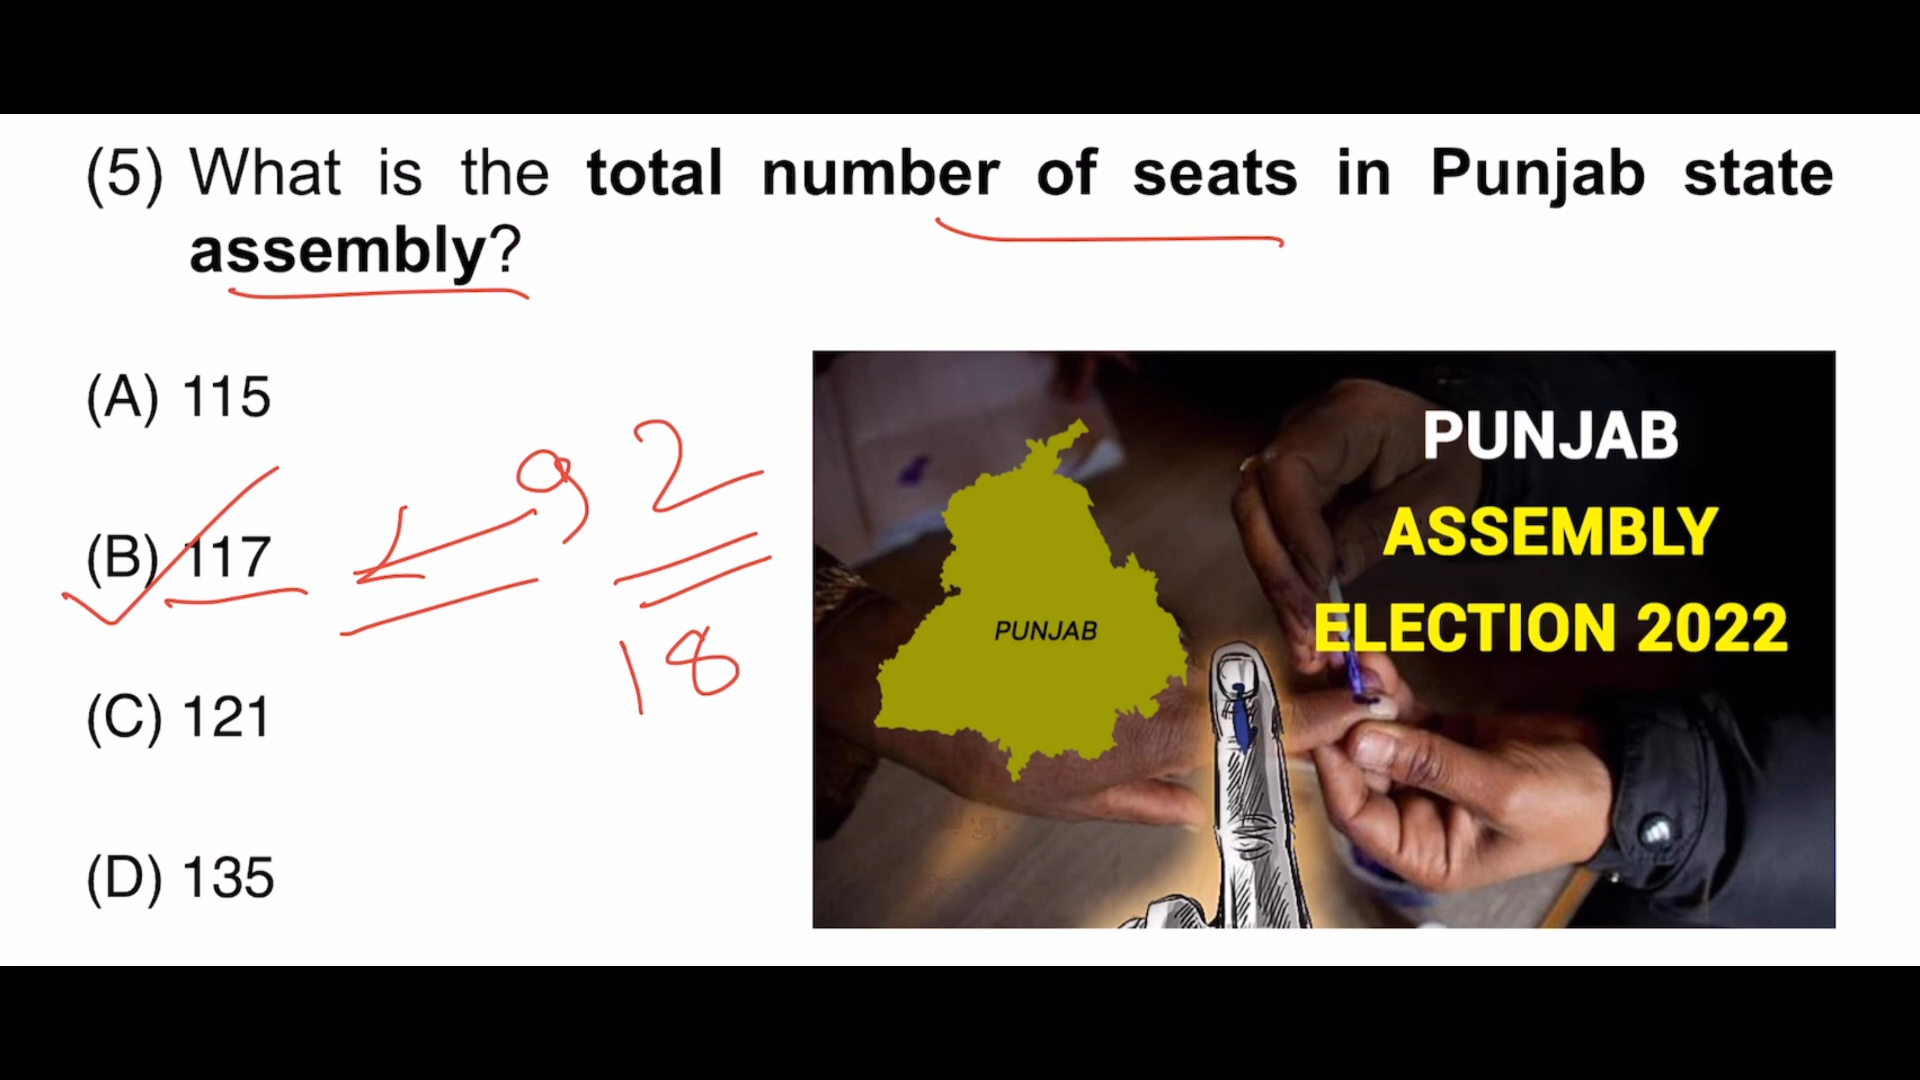 (5) What is the total number of seats in Punjab state
assembly?
(A) 115
(B) 117
(C) 121
(D) 135
92
18
PUNJAB
PUNJAB
ASSEMBLY
ELECTION 2022